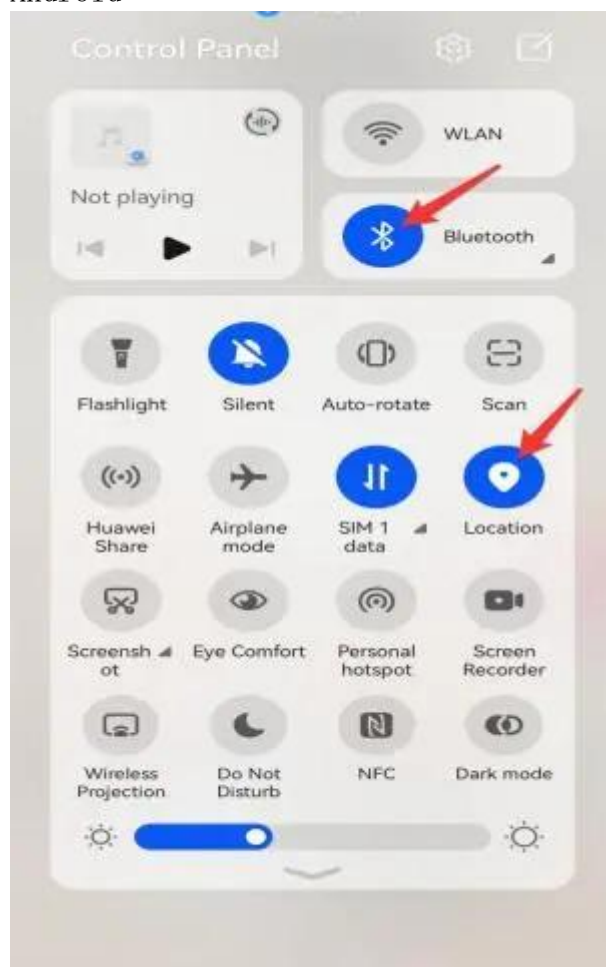 Android
Control Panel
Not playing
WLAN
Bluetooth
Flashlight
Silent
Auto-rotate
Scan
Huawei
Share
Airplane
mode
SIM 1
data
Location
Screensh
ot
Eye Comfort
Personal
hotspot
Screen
Recorder
Wireless
Projection
Do Not
Disturb
NFC
Dark mode